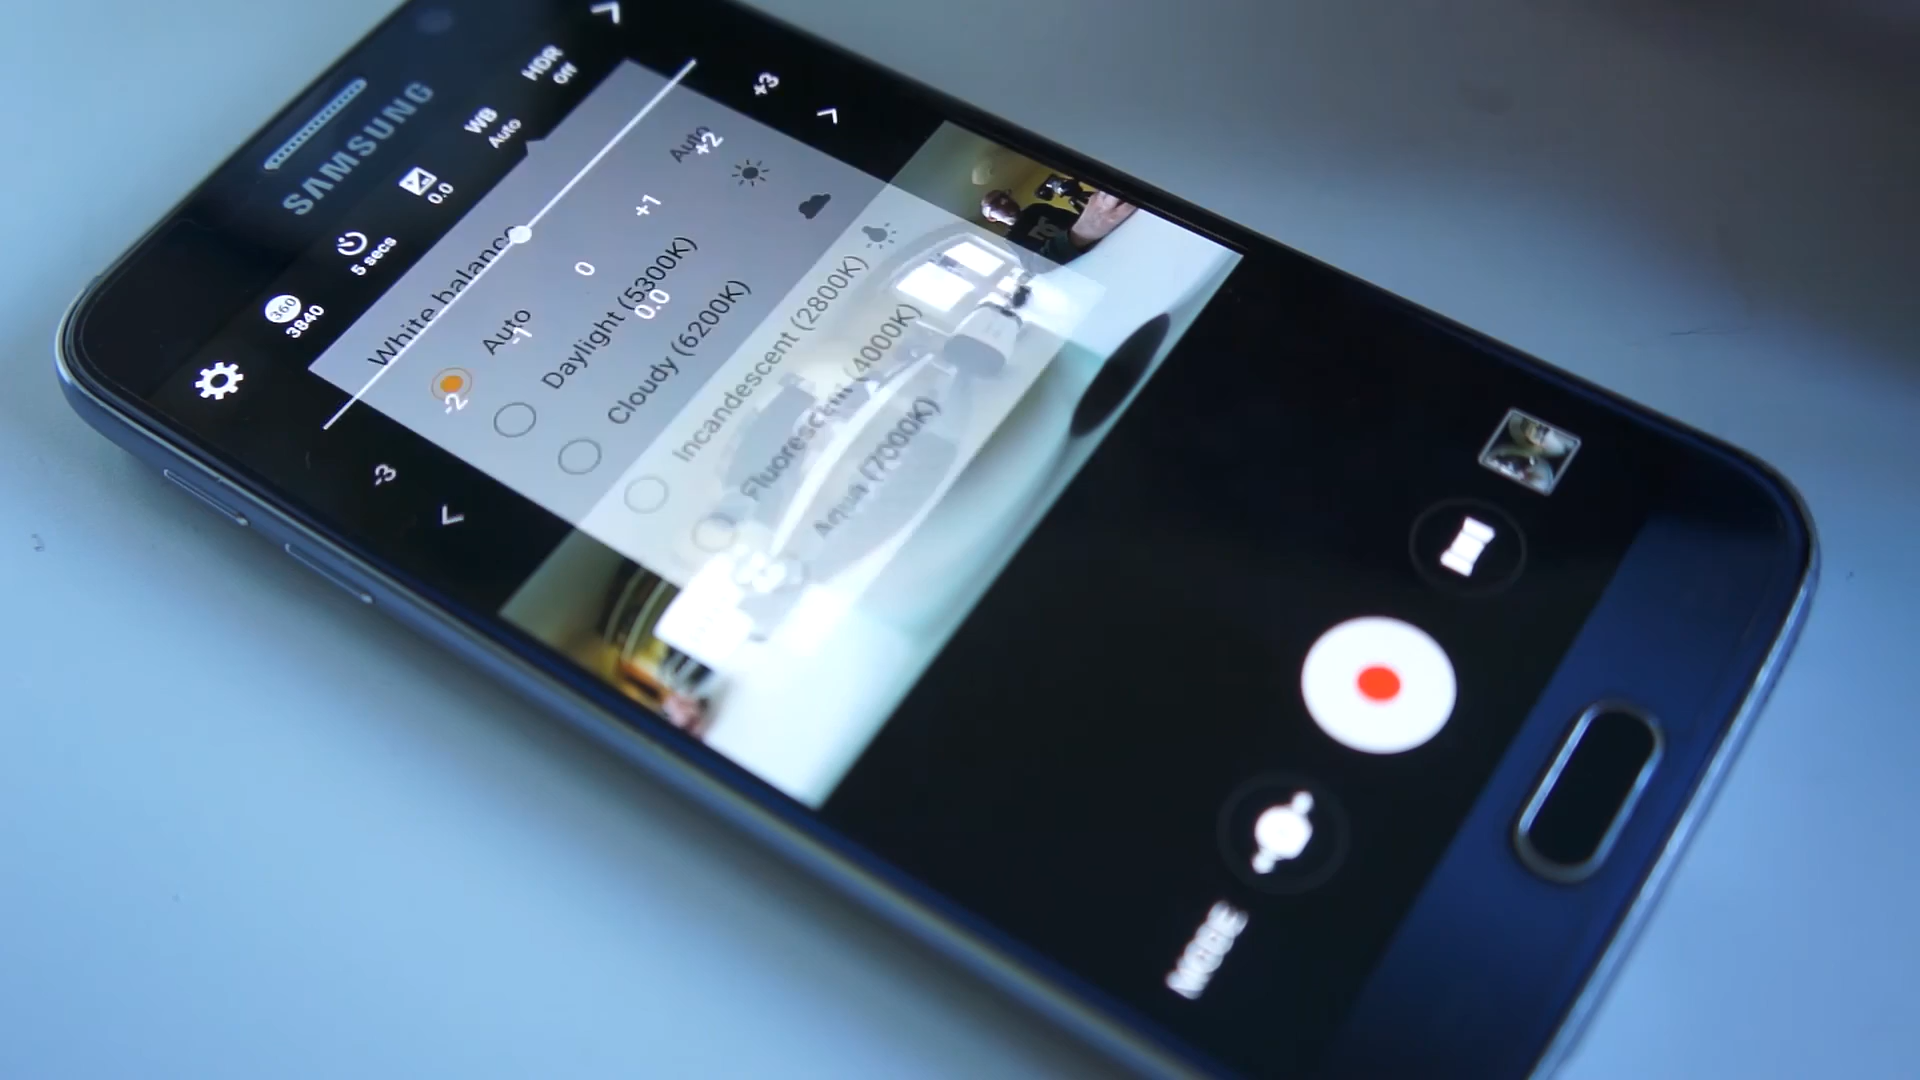 SAMSUNG
360
3840
5 secs
0.0
WB
Auto
HDR
Off
White balance
Auto
Auto
Daylight (5300K)
Cloudy (6200K)
Incandescent (2800K)
Fluorescent (4000K)
Aqua (7000K)
-3
-2
-1
0
0.0
+1
+2
+3
MODE